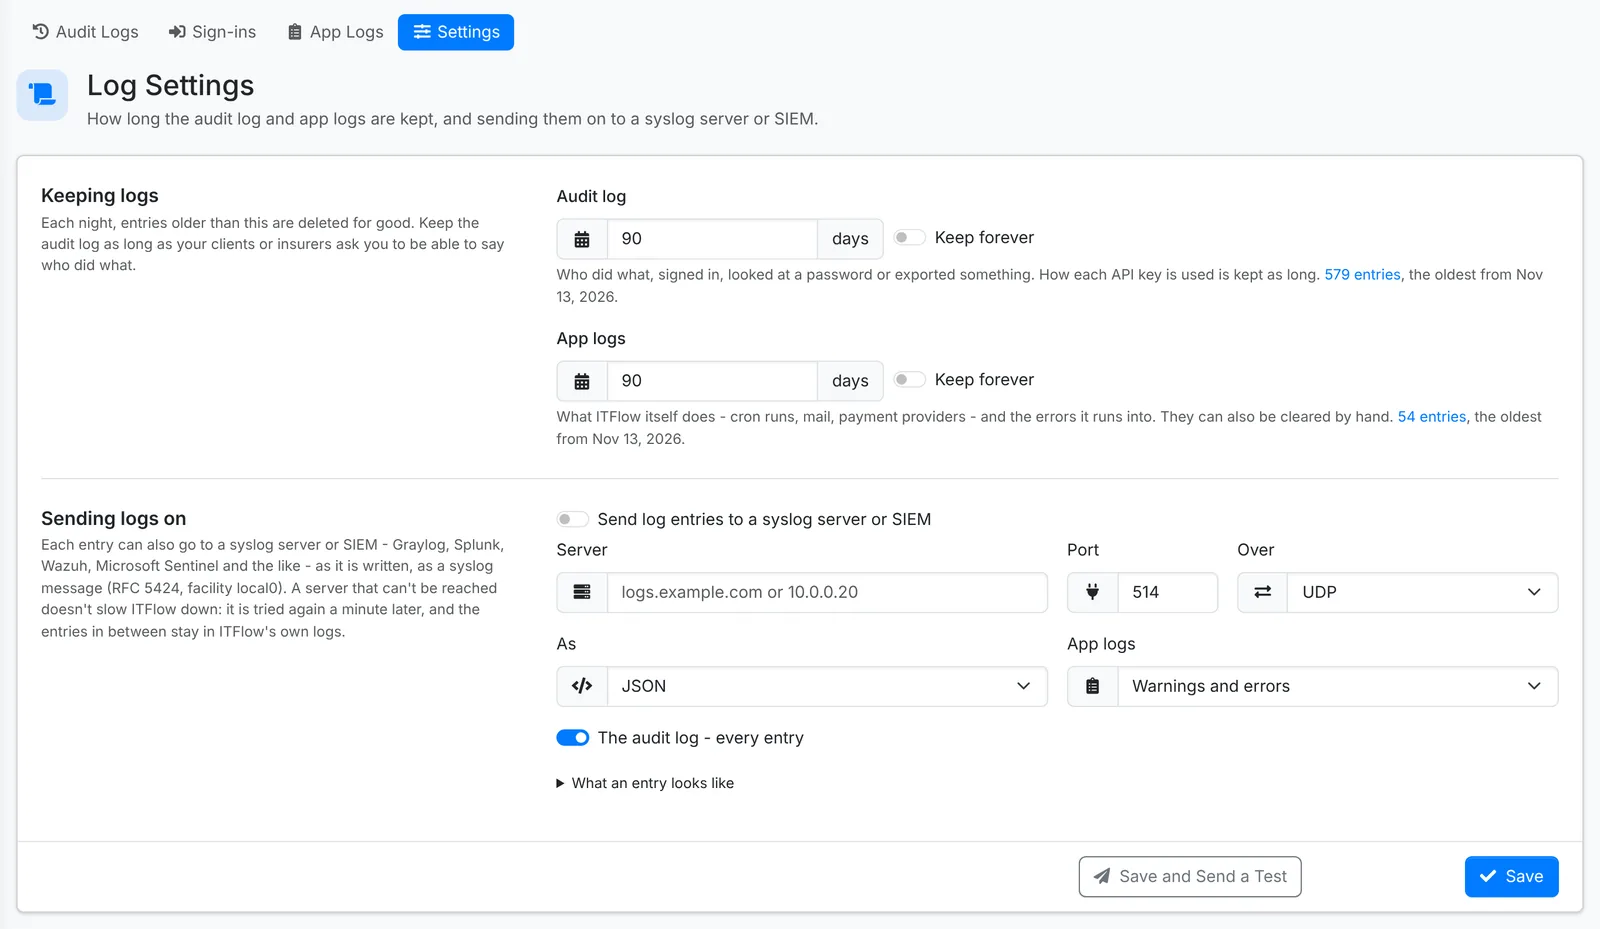 Audit Logs
Sign-ins
App Logs
Settings
Log Settings
How long the audit log and app logs are kept, and sending them on to a syslog server or SIEM.
Keeping logs
Each night, entries older than this are deleted for good. Keep the
audit log as long as your clients or insurers ask you to be able to say
who did what.
Audit log
90
days
Keep forever
Who did what, signed in, looked at a password or exported something. How each API key is used is kept as long. 579 entries, the oldest from Nov
13, 2026.
App logs
90
days
Keep forever
What ITFlow itself does - cron runs, mail, payment providers - and the errors it runs into. They can also be cleared by hand. 54 entries, the oldest
from Nov 13, 2026.
Sending logs on
Each entry can also go to a syslog server or SIEM - Graylog, Splunk,
Wazuh, Microsoft Sentinel and the like - as it is written, as a syslog
message (RFC 5424, facility local0). A server that can't be reached
doesn't slow ITFlow down: it is tried again a minute later, and the
entries in between stay in ITFlow's own logs.
Send log entries to a syslog server or SIEM
Server
logs.example.com or 10.0.0.20
Port
514
Over
UDP
As
JSON
App logs
Warnings and errors
The audit log - every entry
What an entry looks like
Save and Send a Test
Save